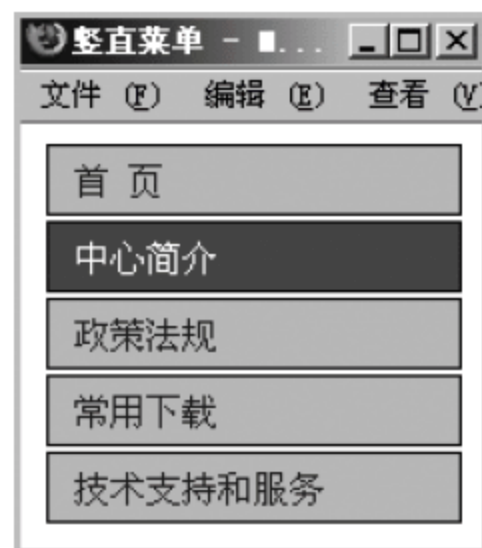 竖直菜单 - ■...
文件 (F) 编辑 (E) 查看 (V)
首 页
中心简介
政策法规
常用下载
技术支持和服务